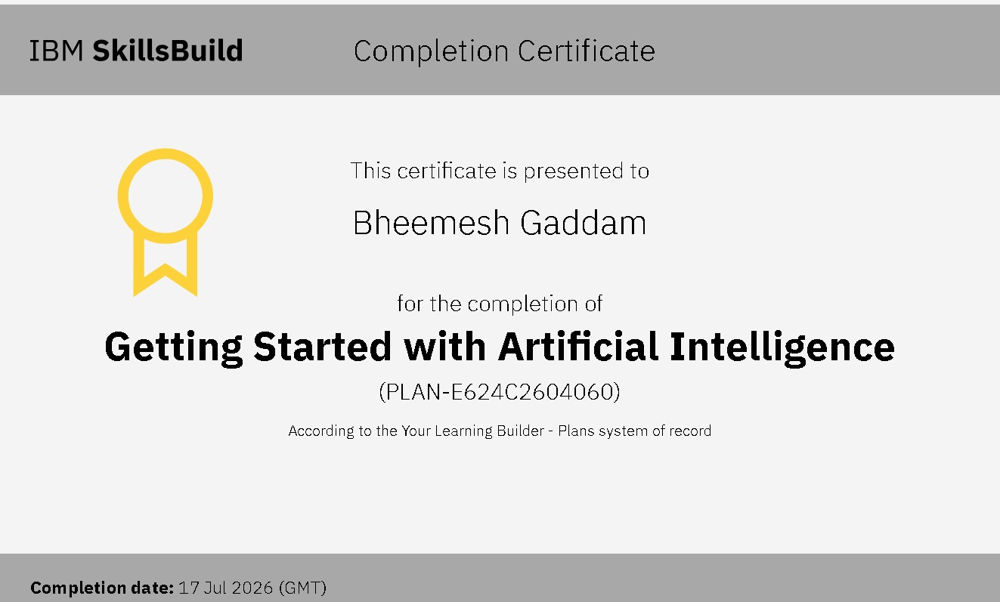 IBM SkillsBuild
Completion Certificate
This certificate is presented to
Bheemesh Gaddam
for the completion of
Getting Started with Artificial Intelligence
(PLAN-E624C2604060)
According to the Your Learning Builder - Plans system of record
Completion date: 17 Jul 2026 (GMT)